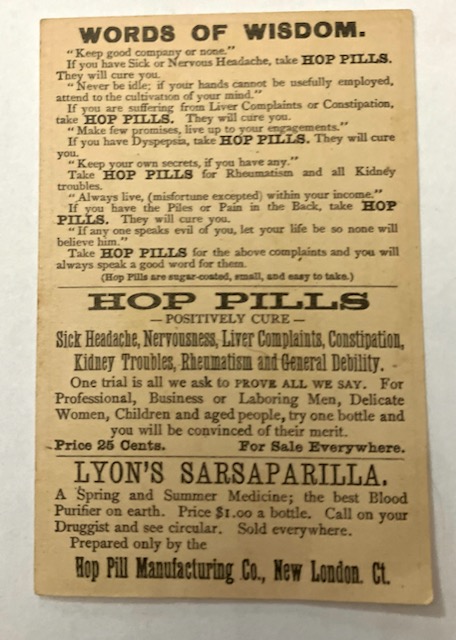 WORDS OF WISDOM.
"Keep good company or none."
If you have Sick or Nervous Headache, take HOP PILLS.
They will cure you.
"Never be idle; if your hands cannot be usefully employed,
attend to the cultivation of your mind."
If you are suffering from Liver Complaints or Constipation,
take HOP PILLS. They will cure you.
"Make few promises, live up to your engagements."
If you have Dyspepsia, take HOP PILLS. They will cure
you.
"Keep your own secrets, if you have any."
Take HOP PILLS for Rheumatism and all Kidney
troubles.
"Always live, (misfortune excepted) within your income."
If you have the Piles or Pain in the Back, take HOP
PILLS. They will cure you.
"If any one speaks evil of you, let your life be so none will
believe him."
Take HOP PILLS for the above complaints and you will
always speak a good word for them.
(Hop Pills are sugar-coated, small, and easy to take.)
HOP PILLS
—POSITIVELY CURE—
Sick Headache, Nervousness, Liver Complaints, Constipation,
Kidney Troubles, Rheumatism and General Debility.
One trial is all we ask to PROVE ALL WE SAY. For
Professional, Business or Laboring Men, Delicate
Women, Children and aged people, try one bottle and
you will be convinced of their merit.
Price 25 Cents. For Sale Everywhere.
LYON'S SARSAPARILLA.
A Spring and Summer Medicine; the best Blood
Purifier on earth. Price $1.00 a bottle. Call on your
Druggist and see circular. Sold everywhere.
Prepared only by the
Hop Pill Manufacturing Co., New London. Ct.